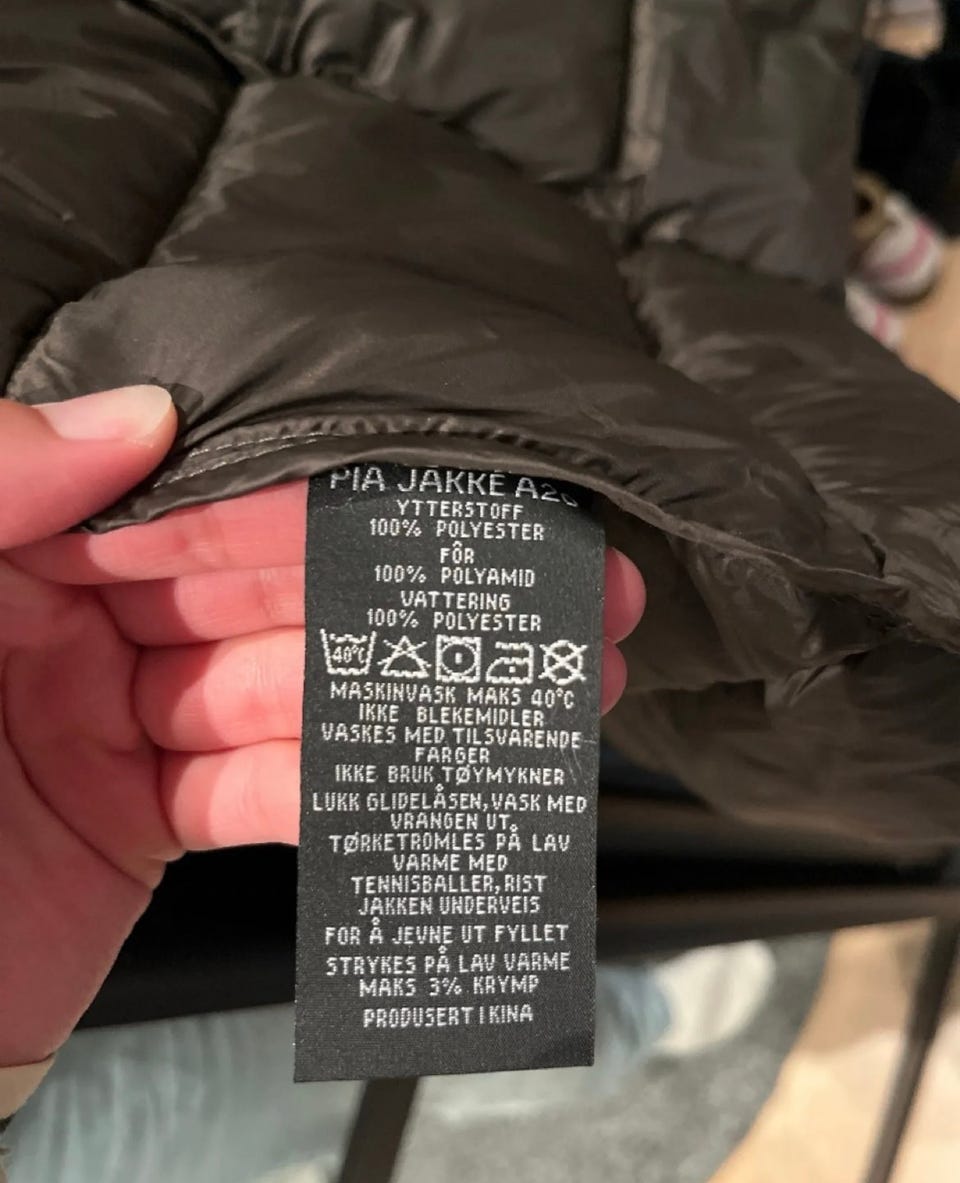 PIA JAKKE
YTTERSTOFF
100% POLYESTER
FÔR
100% POLYAMID
VATTERING
100% POLYESTER
40°C
MASKINVASK MAKS 40°C
IKKE BLEKEMIDLER
VASKES MED TILSVARENDE
FARGER
IKKE BRUK TØYMYKNER
LUKK GLIDELÅSEN, VASK MED
VRANGEN UT.
TØRKETROMLES PÅ LAV
VARME MED
TENNISBALLER, RIST
JAKKEN UNDERVEIS
FOR Å JEVNE UT FYLLET
STRYKES PÅ LAV VARME
MAKS 3% KRYMP
PRODUSERT I KINA